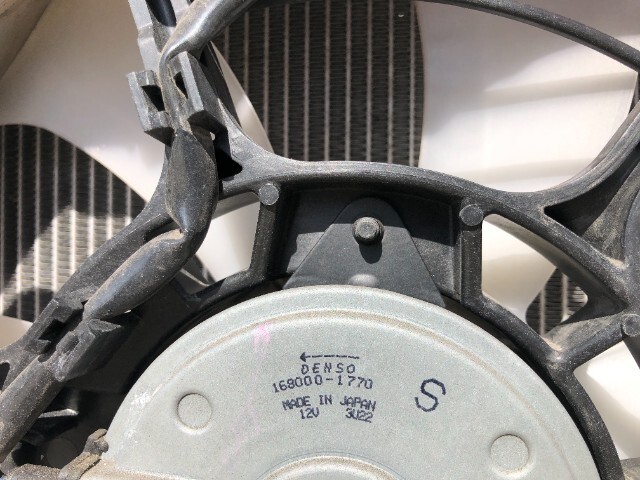 DENSO
168000-1770
MADE IN JAPAN
12V 3U22
S